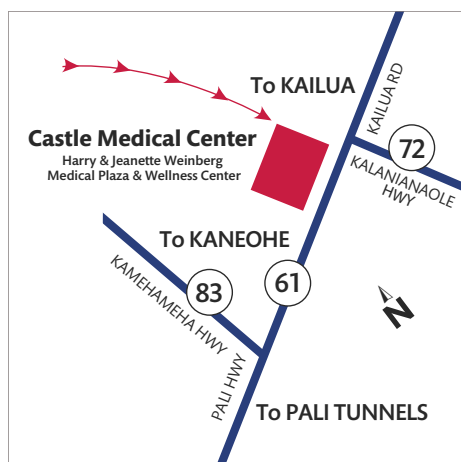 To KAILUA
KAILUA RD
Castle Medical Center
Harry & Jeanette Weinberg
Medical Plaza & Wellness Center
72
KALANIANAOLE
HWY
To KANEOHE
KAMEHAMEHA HWY
83
61
N
PALI HWY
To PALI TUNNELS